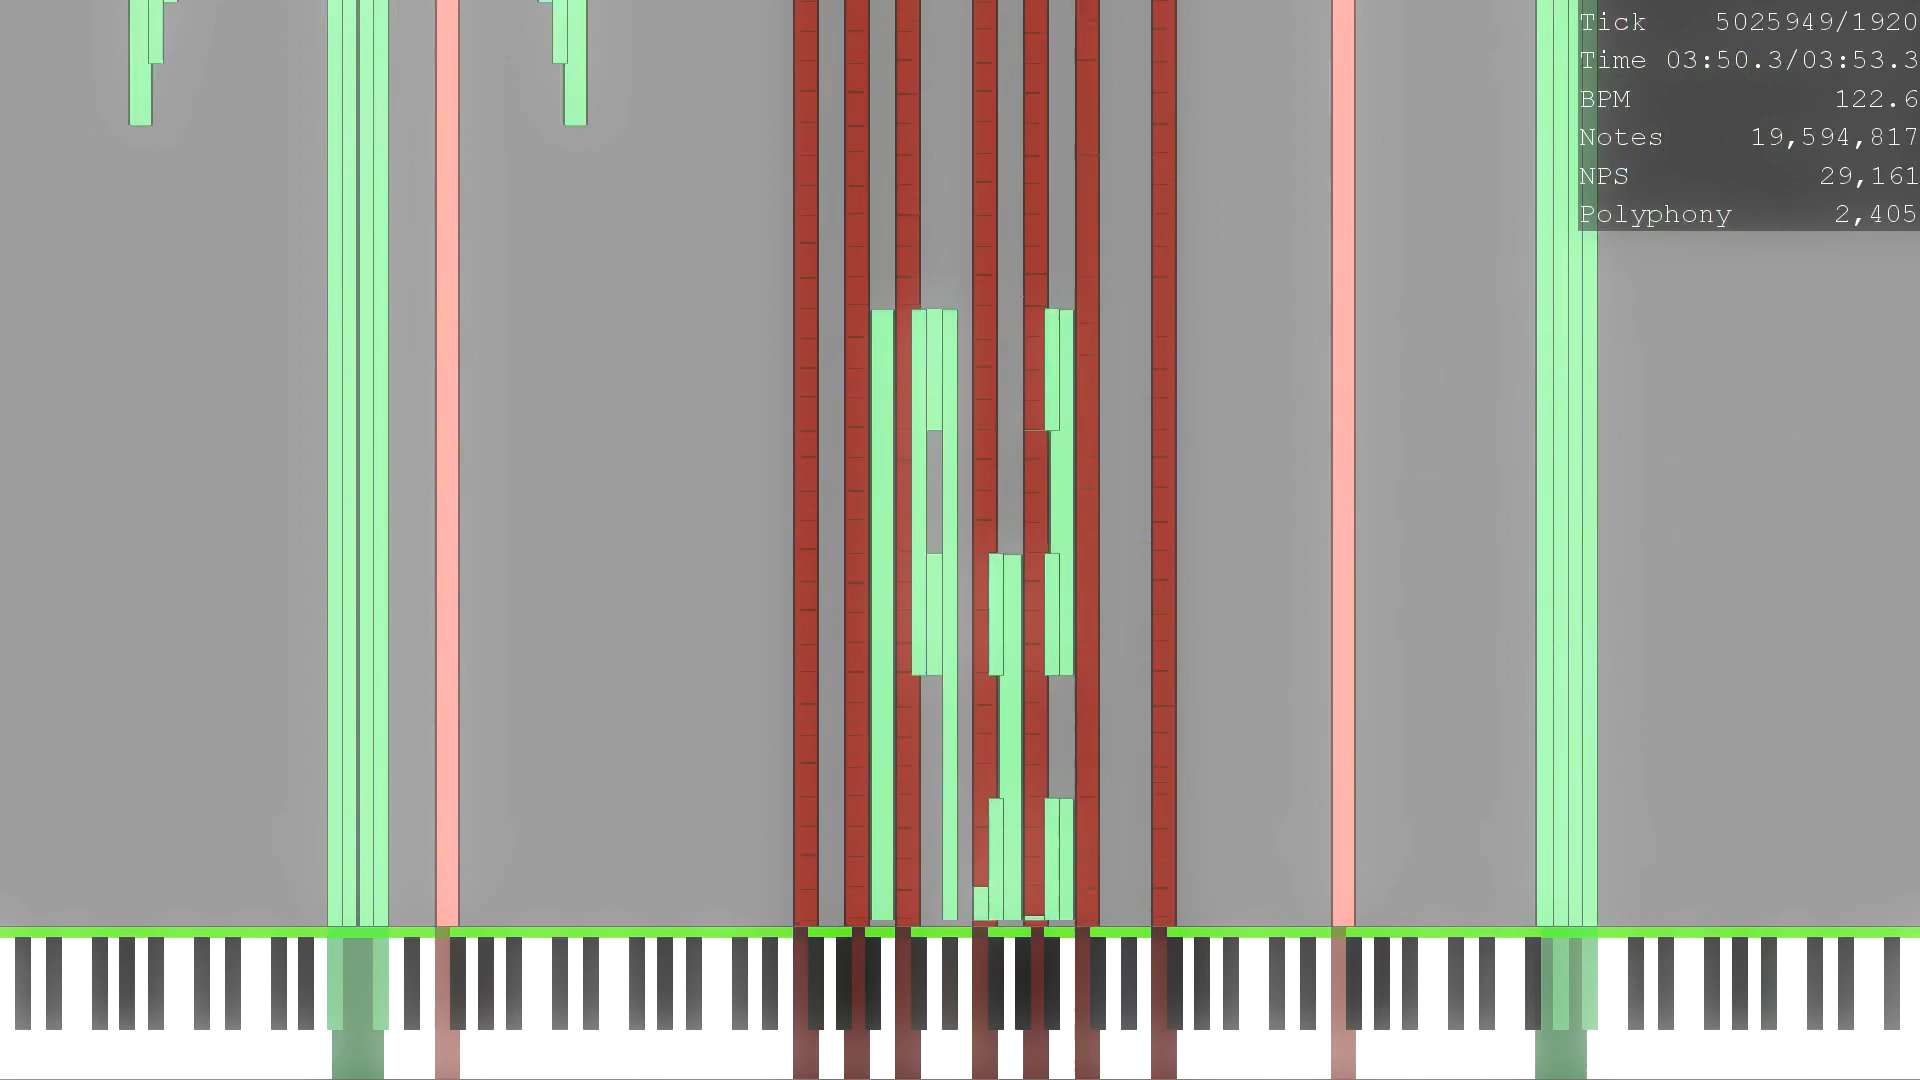 Tick 5025949/1920
Time 03:50.3/03:53.3
BPM 122.6
Notes 19,594,817
NPS 29,161
Polyphony 2,405